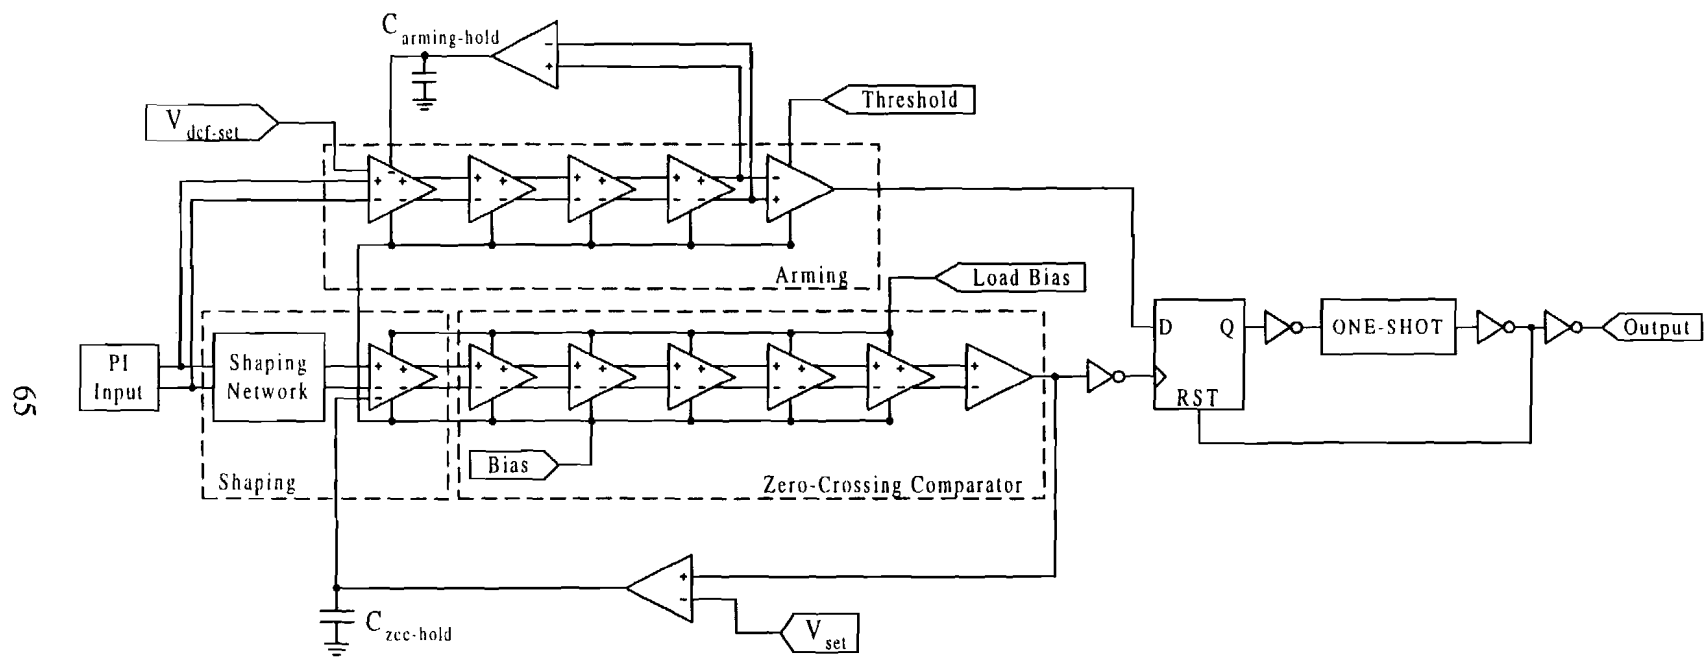 C arming-hold
Threshold
V dcf-set
Arming
Load Bias
PI
Input
Shaping
Network
D
Q
RST
ONE-SHOT
Output
Bias
Shaping
Zero-Crossing Comparator
C zcc-hold
V set
65